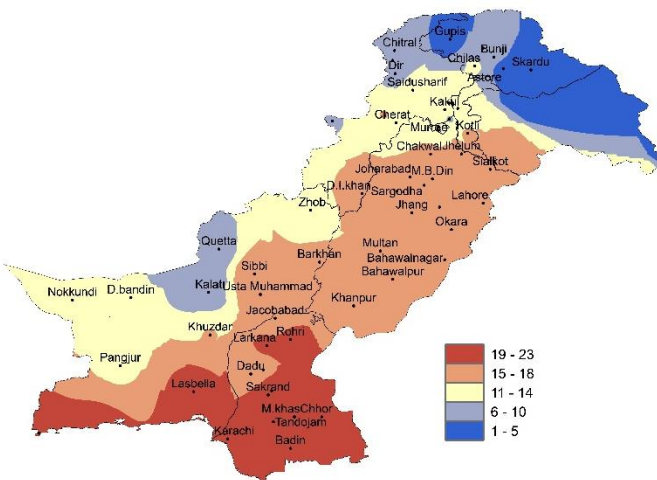 Gupis
Chitral
Bunji
Dir
Chilas
Skardu
Astore
Saidusharif
Kakul
Cherat
Murree
Kotli
Chakwal
Jhelum
Sialkot
Joharabad
M.B.Din
D.I.khan
Sargodha
Lahore
Zhob
Jhang
Okara
Quetta
Multan
Barkhan
Bahawalnagar
Sibbi
Bahawalpur
Nokkundi
D.bandin
Kalat
Usta Muhammad
Khanpur
Jacobabad
Khuzdar
Rohri
Larkana
Pangjur
Dadu
Lasbella
Sakrand
M.khas
Chhor
Tandojam
Karachi
Badin
19 - 23
15 - 18
11 - 14
6 - 10
1 - 5